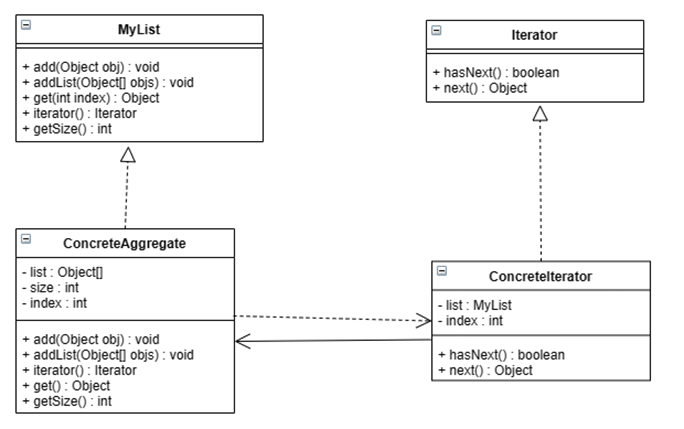 MyList
+ add(Object obj) : void
+ addList(Object[] objs) : void
+ get(int index) : Object
+ iterator() : Iterator
+ getSize() : int
Iterator
+ hasNext() : boolean
+ next() : Object
ConcreteAggregate
- list : Object[]
- size : int
- index : int
+ add(Object obj) : void
+ addList(Object[] objs) : void
+ iterator() : Iterator
+ get() : Object
+ getSize() : int
ConcreteIterator
- list : MyList
- index : int
+ hasNext() : boolean
+ next() : Object